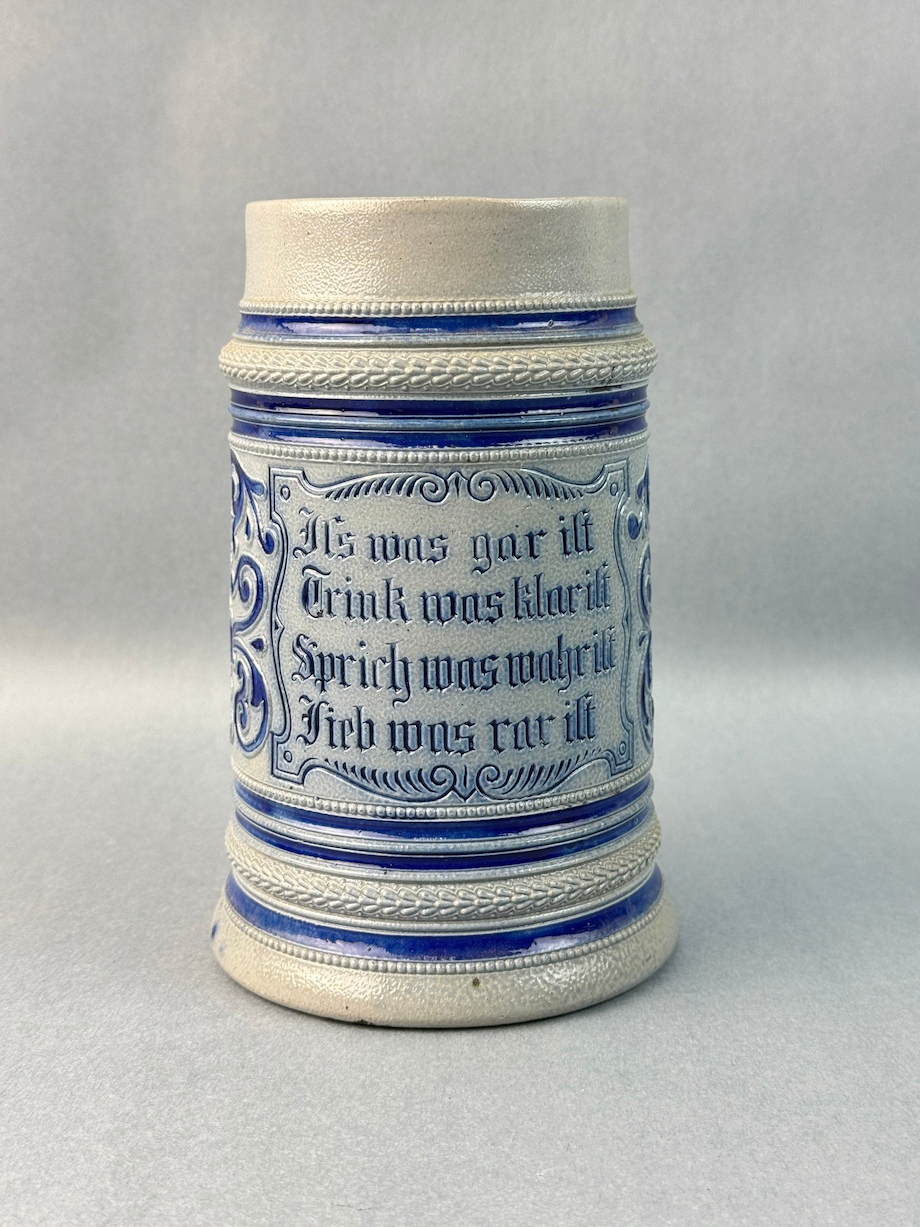 Iſs was gar iſt
Trink was klar iſt
Sprich was wahr iſt
Lieb was rar iſt